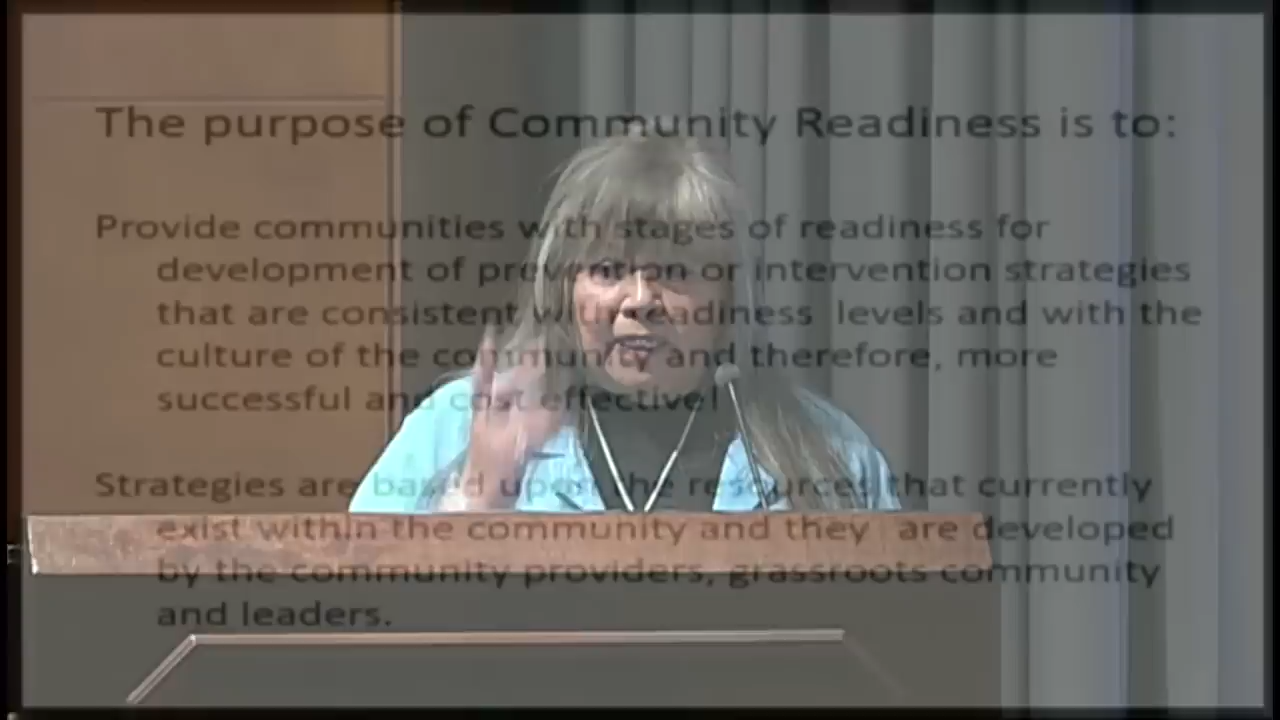 The purpose of Community Readiness is to:
Provide communities with stages of readiness for
development of prevention or intervention strategies
that are consistent with readiness levels and with the
culture of the community and therefore, more
successful and cost effective!
Strategies are based upon the resources that currently
exist within the community and they are developed
by the community providers, grassroots community
and leaders.